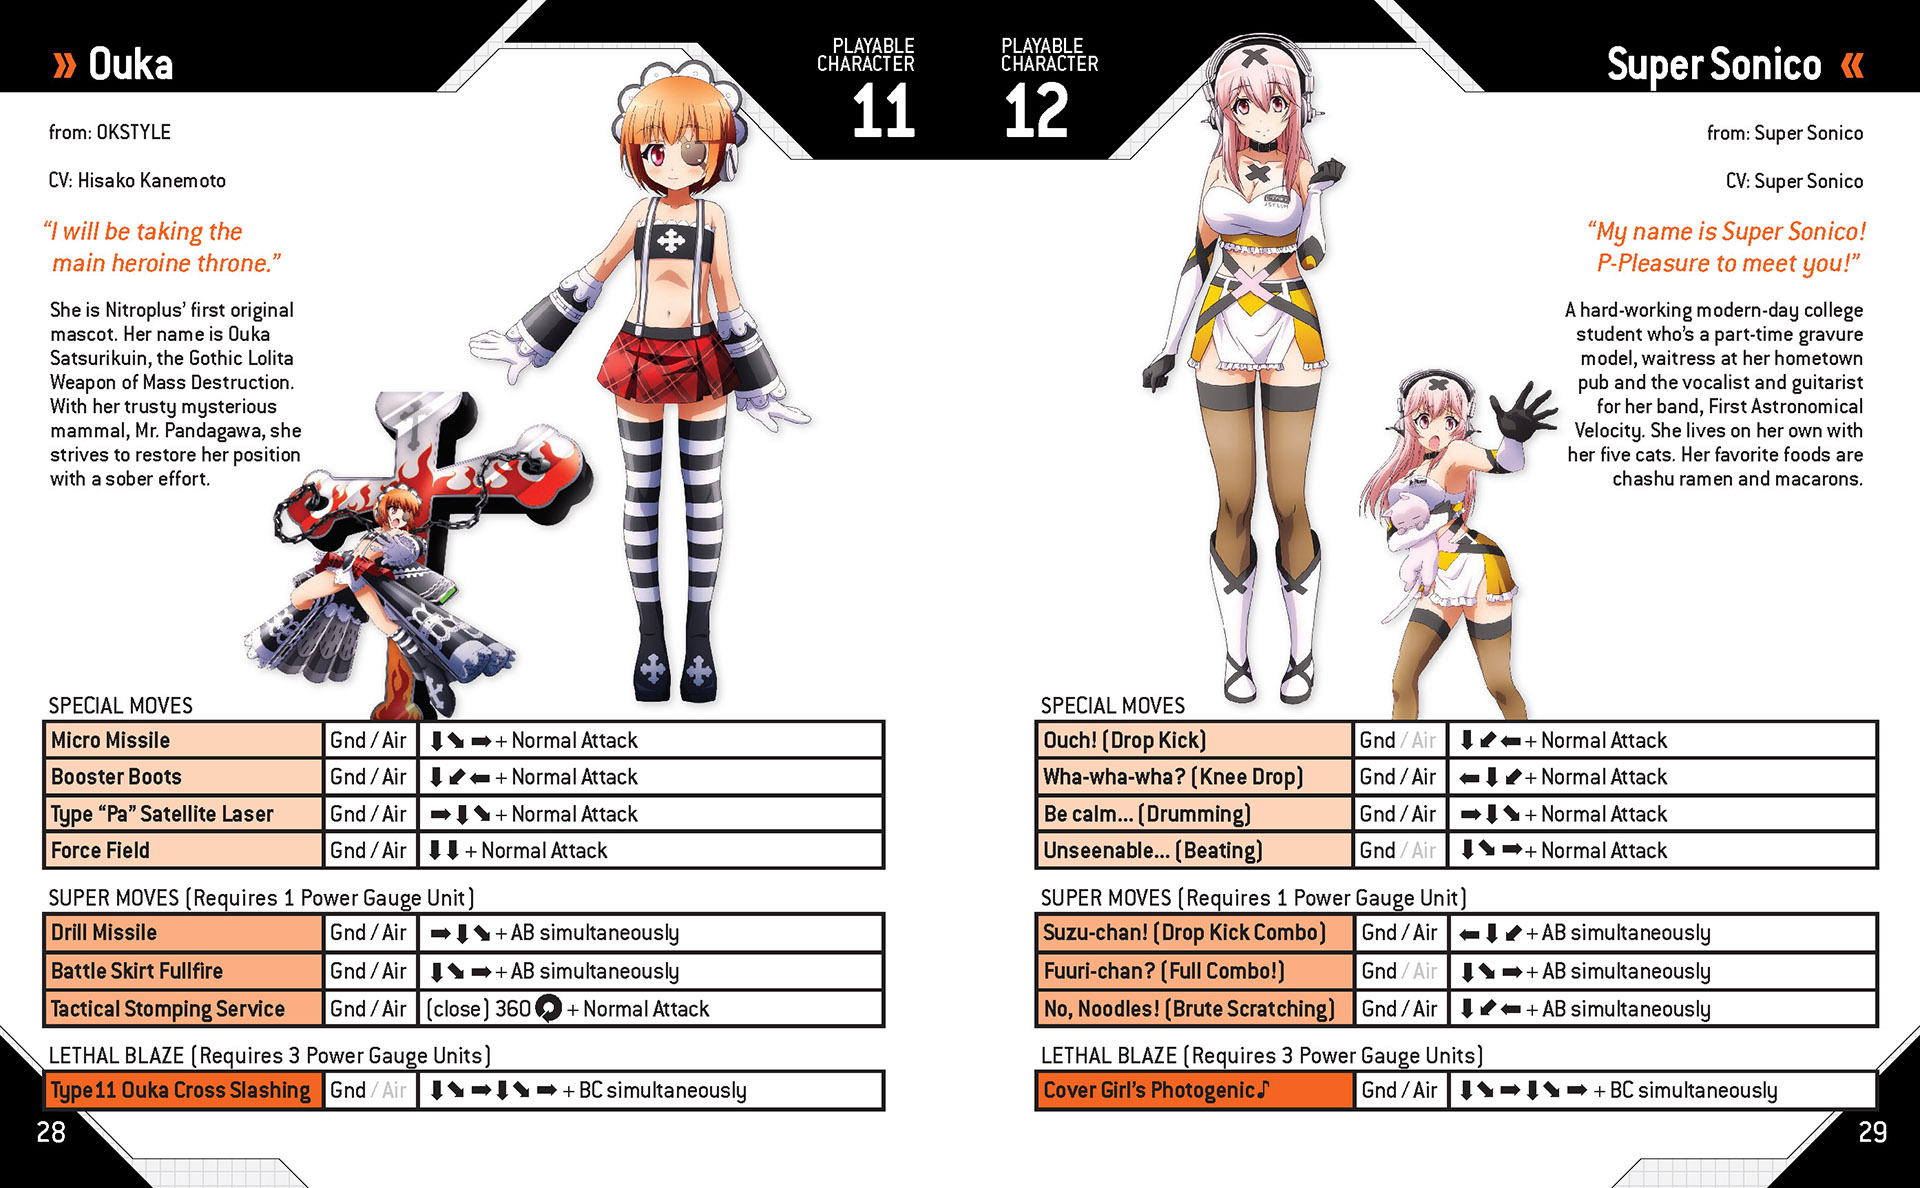 » Ouka
PLAYABLE
CHARACTER
11
from: OKSTYLE
CV: Hisako Kanemoto
“I will be taking the
main heroine throne.”
She is Nitroplus’ first original
mascot. Her name is Ouka
Satsurikuin, the Gothic Lolita
Weapon of Mass Destruction.
With her trusty mysterious
mammal, Mr. Pandagawa, she
strives to restore her position
with a sober effort.
SPECIAL MOVES
Micro Missile Gnd / Air ⬇⬊➡ + Normal Attack
Booster Boots Gnd / Air ⬇⬋⬅ + Normal Attack
Type “Pa” Satellite Laser Gnd / Air ➡⬇⬊ + Normal Attack
Force Field Gnd / Air ⬇⬇ + Normal Attack
SUPER MOVES (Requires 1 Power Gauge Unit)
Drill Missile Gnd / Air ➡⬇⬊ + AB simultaneously
Battle Skirt Fullfire Gnd / Air ⬇⬊➡ + AB simultaneously
Tactical Stomping Service Gnd / Air (close) 360 ↻ + Normal Attack
LETHAL BLAZE (Requires 3 Power Gauge Units)
Type11 Ouka Cross Slashing Gnd / Air ⬇⬊➡⬇⬊➡ + BC simultaneously
28
PLAYABLE
CHARACTER
12
Super Sonico «
from: Super Sonico
CV: Super Sonico
“My name is Super Sonico!
P-Pleasure to meet you!”
A hard-working modern-day college
student who’s a part-time gravure
model, waitress at her hometown
pub and the vocalist and guitarist
for her band, First Astronomical
Velocity. She lives on her own with
her five cats. Her favorite foods are
chashu ramen and macarons.
SPECIAL MOVES
Ouch! (Drop Kick) Gnd / Air ⬇⬋⬅ + Normal Attack
Wha-wha-wha? (Knee Drop) Gnd / Air ⬅⬇⬋ + Normal Attack
Be calm... (Drumming) Gnd / Air ➡⬇⬊ + Normal Attack
Unseenable... (Beating) Gnd / Air ⬇⬊➡ + Normal Attack
SUPER MOVES (Requires 1 Power Gauge Unit)
Suzu-chan! (Drop Kick Combo) Gnd / Air ⬅⬇⬋ + AB simultaneously
Fuuri-chan? (Full Combo!) Gnd / Air ⬇⬊➡ + AB simultaneously
No, Noodles! (Brute Scratching) Gnd / Air ⬇⬋⬅ + AB simultaneously
LETHAL BLAZE (Requires 3 Power Gauge Units)
Cover Girl’s Photogenic♪ Gnd / Air ⬇⬊➡⬇⬊➡ + BC simultaneously
29